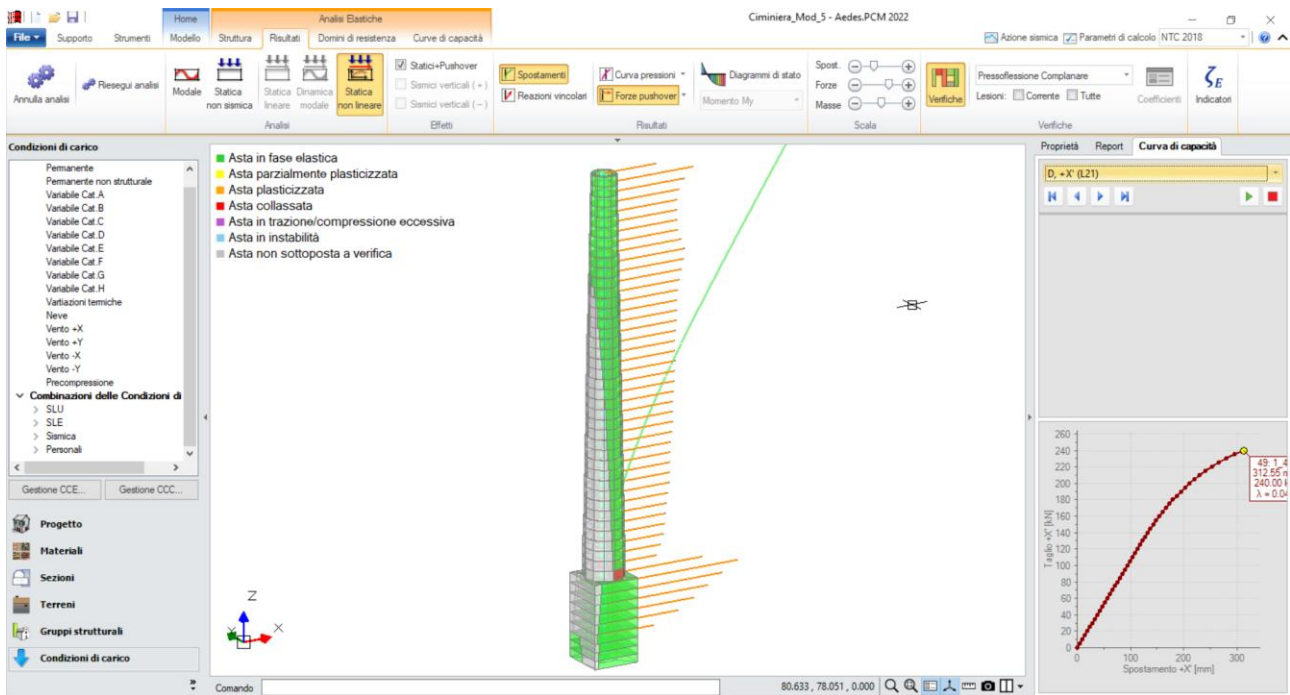 Ciminiera_Mod_5 - Aedes.PCM 2022
Home
Analisi Elastiche
File
Supporto
Strumenti
Modello
Struttura
Risultati
Domini di resistenza
Curve di capacità
Azione sismica
Parametri di calcolo
NTC 2018
Annulla analisi
Riesegui analisi
Modale
Statica non sismica
Statica lineare
Dinamica modale
Statica non lineare
Analisi
Statici+Pushover
Sismici verticali (+)
Sismici verticali (−)
Effetti
Spostamenti
Reazioni vincolari
Curva pressioni
Forze pushover
Diagrammi di stato
Momento My
Risultati
Spost.
Forze
Masse
Scala
Verifiche
Pressoflessione Complanare
Lesioni:
Corrente
Tutte
Coefficienti
Verifiche
ζE
Indicatori
Condizioni di carico
Permanente
Permanente non strutturale
Variabile Cat.A
Variabile Cat.B
Variabile Cat.C
Variabile Cat.D
Variabile Cat.E
Variabile Cat.F
Variabile Cat.G
Variabile Cat.H
Vartiazioni termiche
Neve
Vento +X
Vento +Y
Vento -X
Vento -Y
Precompressione
Combinazioni delle Condizioni di
SLU
SLE
Sismica
Personali
Gestione CCE...
Gestione CCC...
Progetto
Materiali
Sezioni
Terreni
Gruppi strutturali
Condizioni di carico
Asta in fase elastica
Asta parzialmente plasticizzata
Asta plasticizzata
Asta collassata
Asta in trazione/compressione eccessiva
Asta in instabilità
Asta non sottoposta a verifica
Z
Y
X
Comando
80.633 , 78.051 , 0.000
Proprietà
Report
Curva di capacità
D, +X' (L21)
260
240
220
200
180
160
140
120
100
80
60
40
20
0
Taglio +X' [kN]
0
100
200
300
Spostamento +X' [mm]
49: 1_4
312.55 n
240.00 k
λ = 0.04